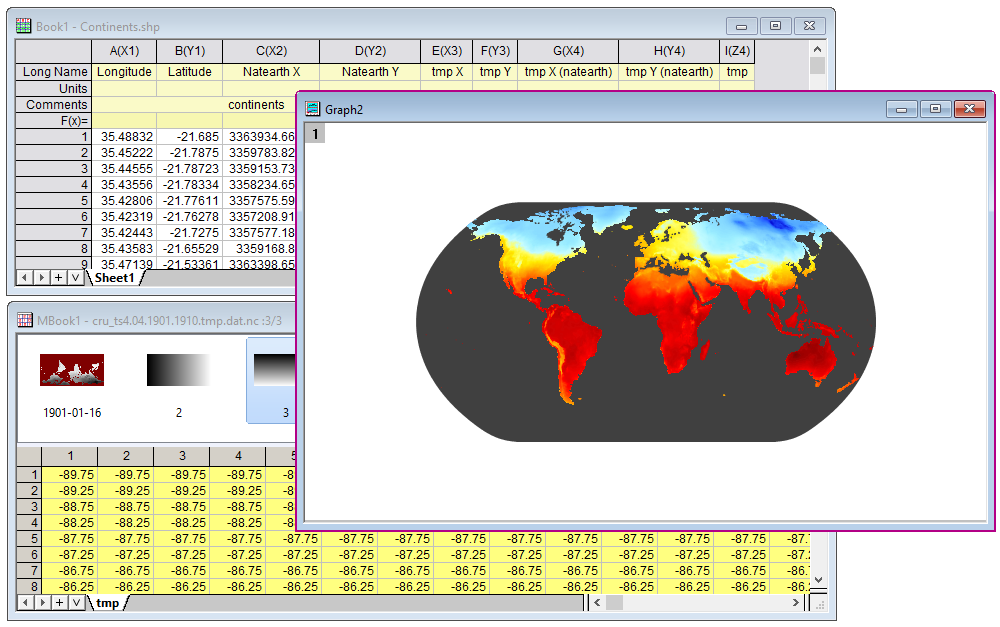 Book1 - Continents.shp
A(X1) B(Y1) C(X2) D(Y2) E(X3) F(Y3) G(X4) H(Y4) I(Z4)
Long Name Longitude Latitude Natearth X Natearth Y tmp X tmp Y tmp X (natearth) tmp Y (natearth) tmp
Units
Comments continents
F(x)=
1 35.48832 -21.685 3363934.66
2 35.45222 -21.7875 3359783.82
3 35.44555 -21.78723 3359153.73
4 35.43556 -21.78334 3358234.65
5 35.42806 -21.77611 3357575.59
6 35.42319 -21.76278 3357208.91
7 35.42443 -21.7275 3357577.18
8 35.43583 -21.65529 3359168.8
9 35.47139 -21.53361 3363398.65
Sheet1
Graph2
1
MBook1 - cru_ts4.04.1901.1910.tmp.dat.nc :3/3
1901-01-16 2 3
1 2 3 4 5
1 -89.75 -89.75 -89.75 -89.75 -8
2 -89.25 -89.25 -89.25 -89.25 -8
3 -88.75 -88.75 -88.75 -88.75 -8
4 -88.25 -88.25 -88.25 -88.25 -8
5 -87.75 -87.75 -87.75 -87.75 -87.75 -87.75 -87.75 -87.75 -87.75 -87.75 -87.75 -87.75 -87.75 -87.7
6 -87.25 -87.25 -87.25 -87.25 -87.25 -87.25 -87.25 -87.25 -87.25 -87.25 -87.25 -87.25 -87.25 -87.2
7 -86.75 -86.75 -86.75 -86.75 -86.75 -86.75 -86.75 -86.75 -86.75 -86.75 -86.75 -86.75 -86.75 -86.7
8 -86.25 -86.25 -86.25 -86.25 -86.25 -86.25 -86.25 -86.25 -86.25 -86.25 -86.25 -86.25 -86.25 -86.2
tmp